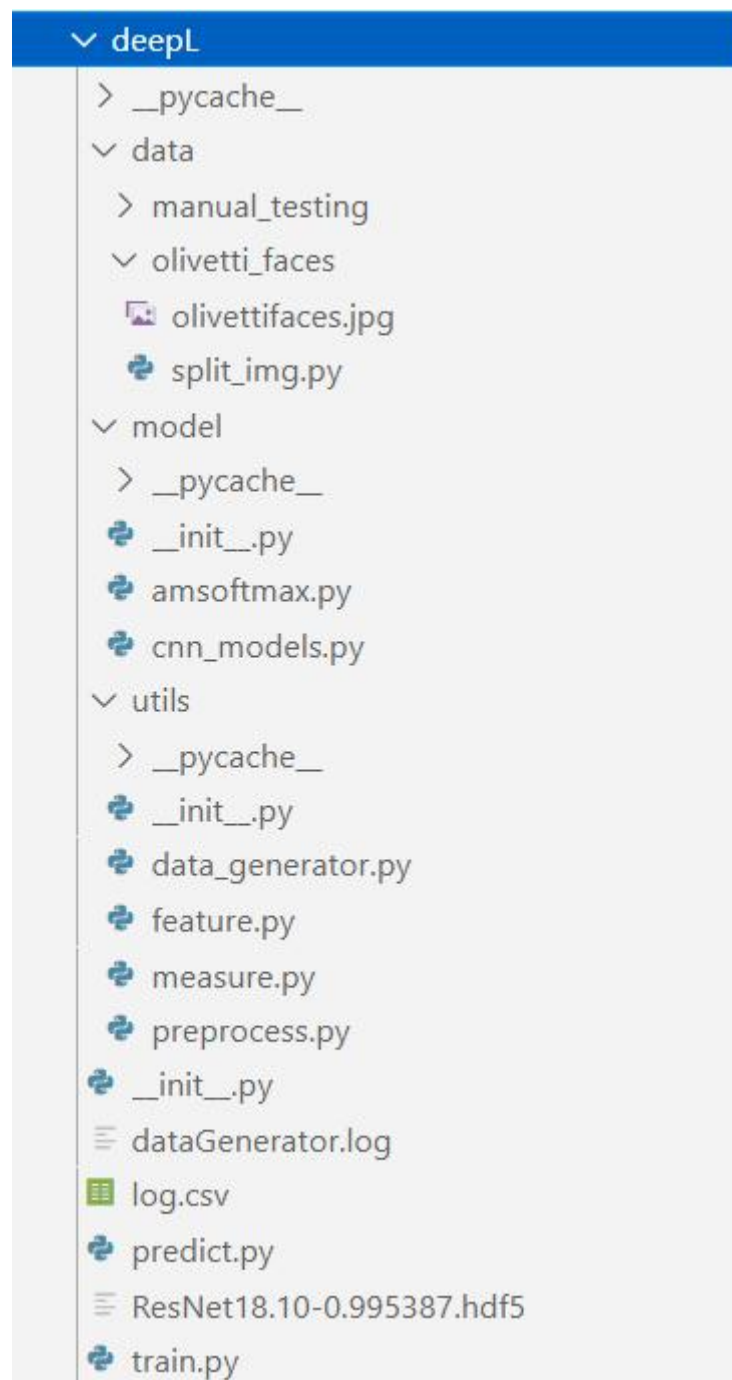 deepL
__pycache__
data
manual_testing
olivetti_faces
olivettifaces.jpg
split_img.py
model
__pycache__
__init__.py
amsoftmax.py
cnn_models.py
utils
__pycache__
__init__.py
data_generator.py
feature.py
measure.py
preprocess.py
__init__.py
dataGenerator.log
log.csv
predict.py
ResNet18.10-0.995387.hdf5
train.py